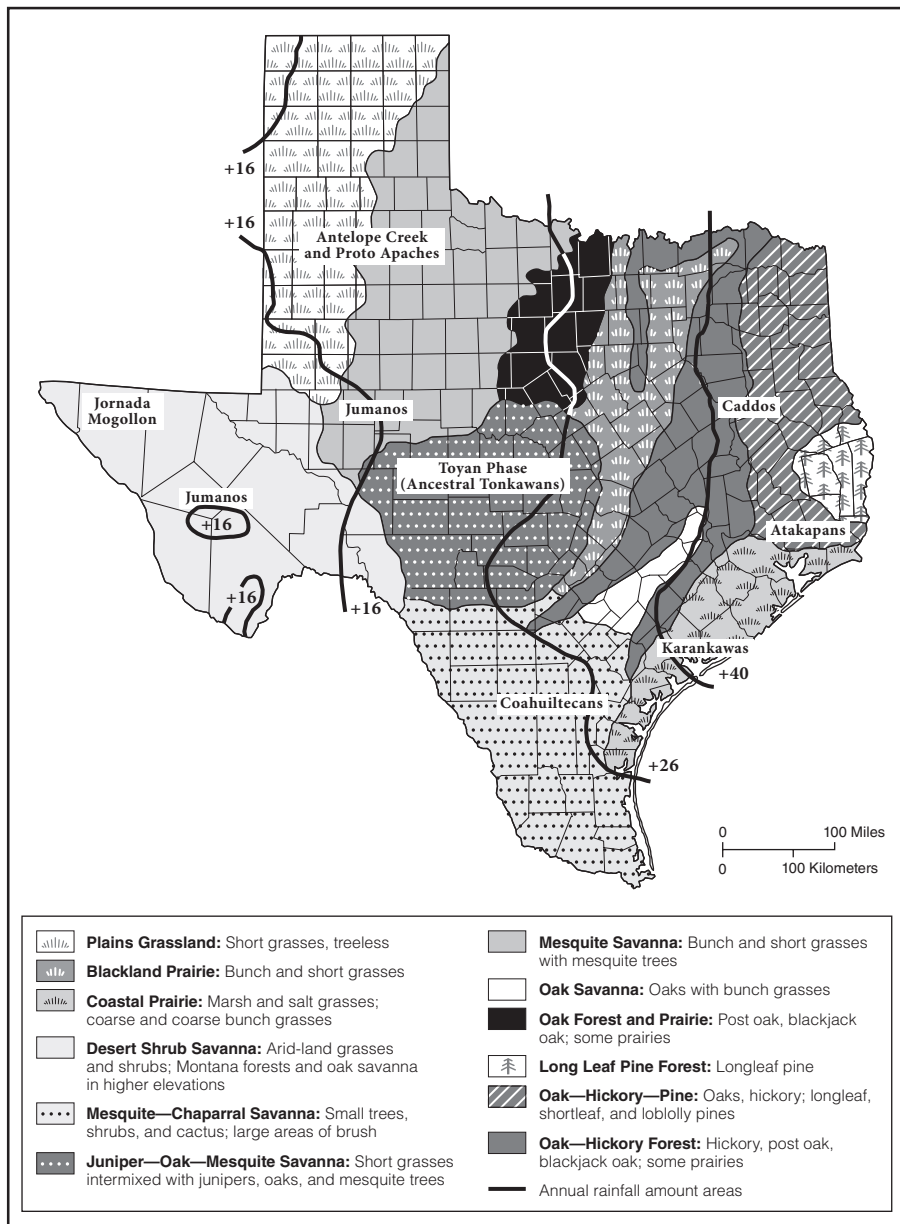 +16
+16
Antelope Creek
and Proto Apaches
Jornada
Mogollon
Jumanos
Caddos
Toyan Phase
(Ancestral Tonkawans)
Jumanos
+16
Atakapans
+16
+16
Karankawas
+40
Coahuiltecans
+26
0 100 Miles
0 100 Kilometers
Plains Grassland: Short grasses, treeless
Blackland Prairie: Bunch and short grasses
Coastal Prairie: Marsh and salt grasses;
coarse and coarse bunch grasses
Desert Shrub Savanna: Arid-land grasses
and shrubs; Montana forests and oak savanna
in higher elevations
Mesquite—Chaparral Savanna: Small trees,
shrubs, and cactus; large areas of brush
Juniper—Oak—Mesquite Savanna: Short grasses
intermixed with junipers, oaks, and mesquite trees
Mesquite Savanna: Bunch and short grasses
with mesquite trees
Oak Savanna: Oaks with bunch grasses
Oak Forest and Prairie: Post oak, blackjack
oak; some prairies
Long Leaf Pine Forest: Longleaf pine
Oak—Hickory—Pine: Oaks, hickory; longleaf,
shortleaf, and loblolly pines
Oak—Hickory Forest: Hickory, post oak,
blackjack oak; some prairies
Annual rainfall amount areas